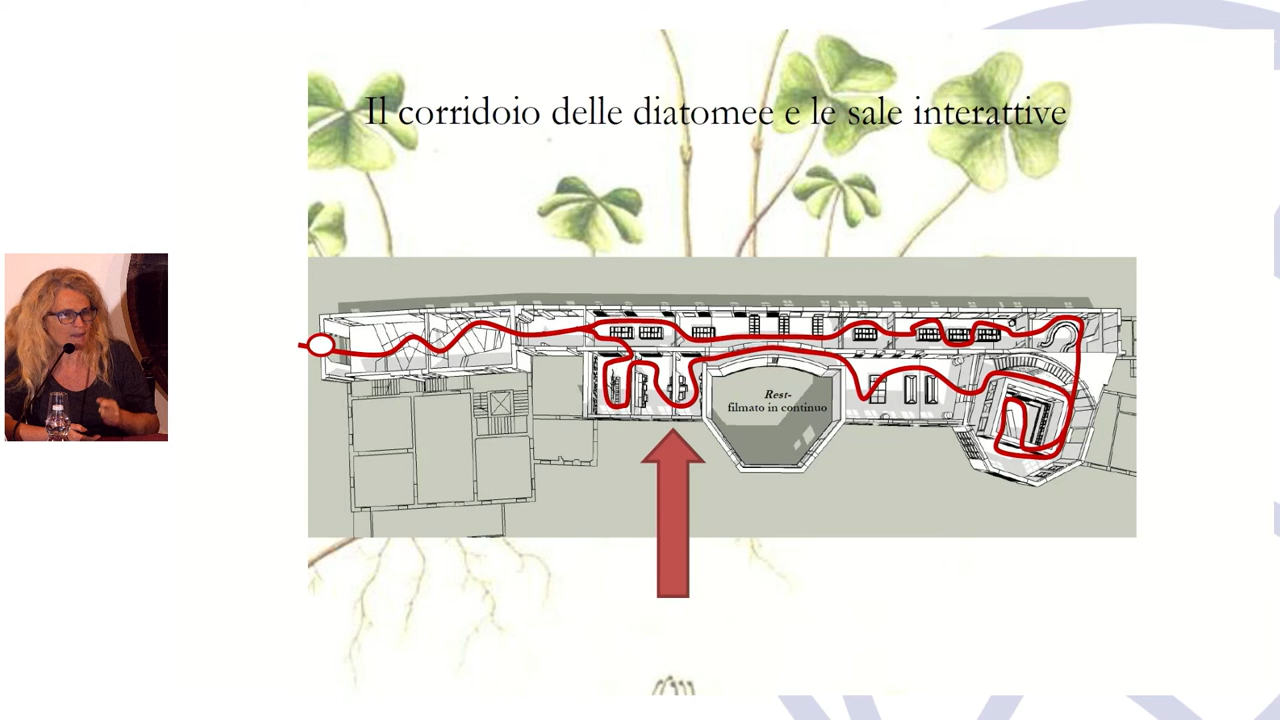 Il corridoio delle diatomee e le sale interattive
Rest-
filmato in continuo